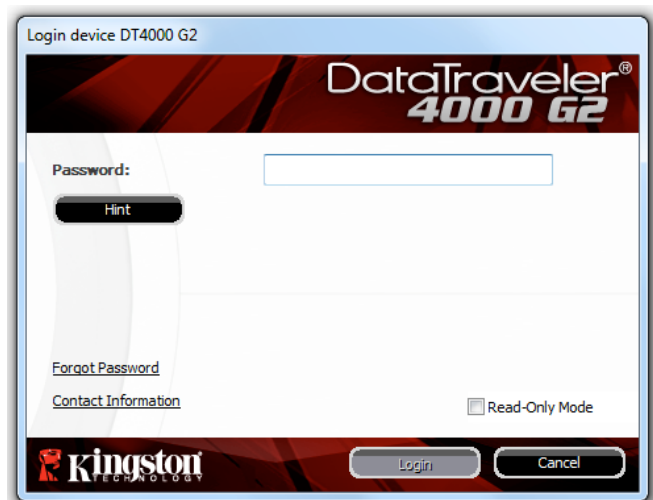 Login device DT4000 G2
DataTraveler®
4000 G2
Password:
Hint
Forgot Password
Contact Information
Read-Only Mode
Kingston
TECHNOLOGY
Login
Cancel